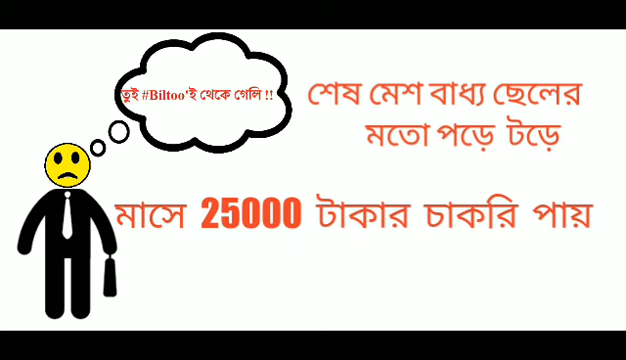 তুই #Biltoo'ই থেকে গেলি !!
শেষ মেশ বাধ্য ছেলের
মতো পড়ে টড়ে
মাসে 25000 টাকার চাকরি পায়